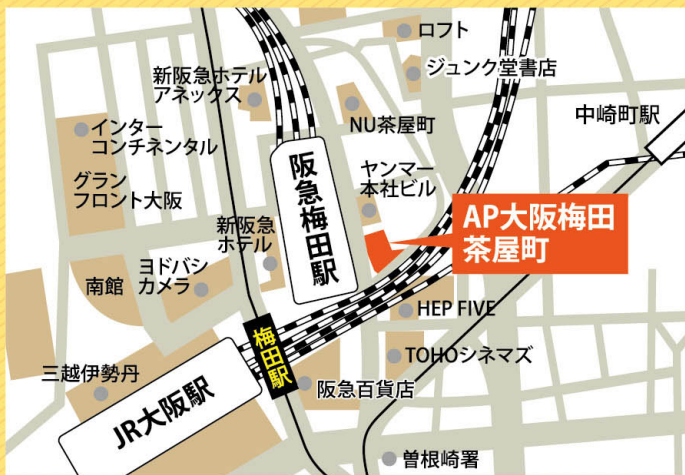 ロフト
ジュンク堂書店
新阪急ホテル
アネックス
NU茶屋町
中崎町駅
インター
コンチネンタル
グラン
フロント大阪
阪急梅田駅
ヤンマー
本社ビル
AP大阪梅田
茶屋町
新阪急
ホテル
南館
ヨドバシ
カメラ
HEP FIVE
梅田駅
TOHOシネマズ
三越伊勢丹
JR大阪駅
阪急百貨店
曽根崎署